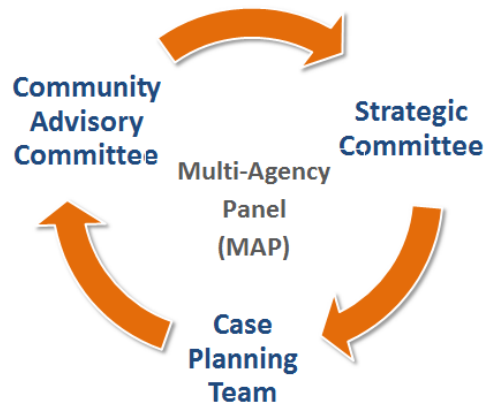 Community
Advisory
Committee
Strategic
Committee
Multi-Agency
Panel
(MAP)
Case
Planning
Team